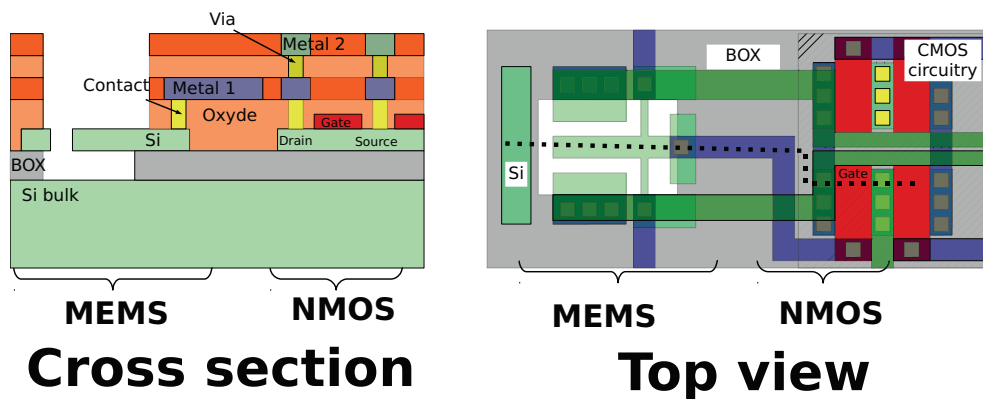 Via
Metal 2
Contact
Metal 1
Oxyde
Gate
Si
Drain
Source
BOX
Si bulk
MEMS
NMOS
Cross section
BOX
CMOS
circuitry
Si
Gate
MEMS
NMOS
Top view